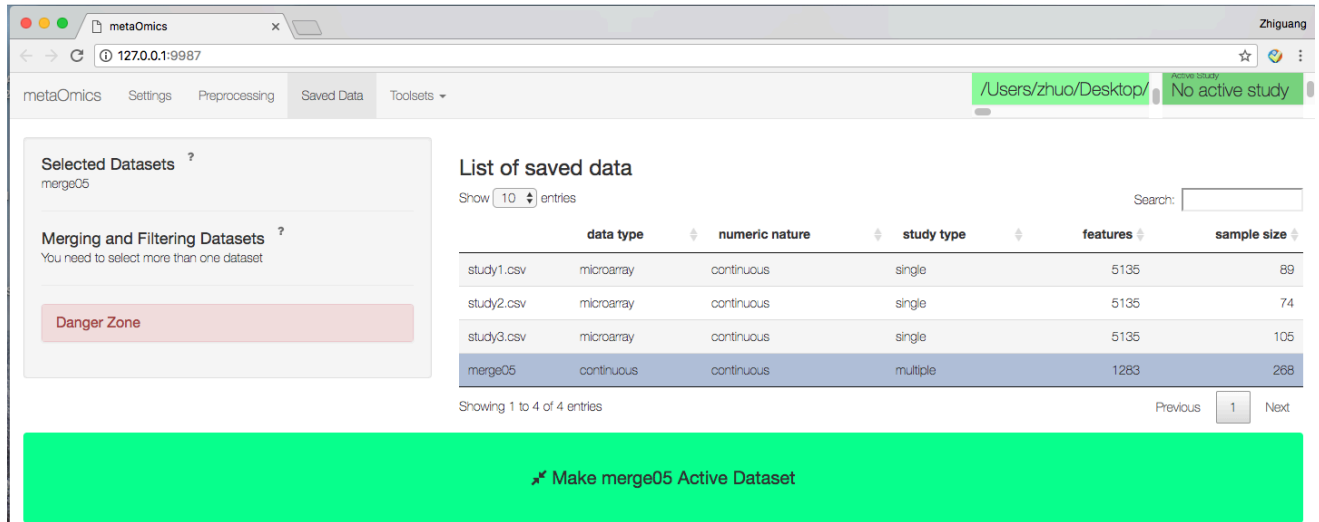 metaOmics
Zhiguang
127.0.0.1:9987
metaOmics Settings Preprocessing Saved Data Toolsets
/Users/zhuo/Desktop/
Active Study
No active study
Selected Datasets ?
merge05
Merging and Filtering Datasets ?
You need to select more than one dataset
Danger Zone
List of saved data
Show 10 entries
Search:
data type numeric nature study type features sample size
study1.csv microarray continuous single 5135 89
study2.csv microarray continuous single 5135 74
study3.csv microarray continuous single 5135 105
merge05 continuous continuous multiple 1283 268
Showing 1 to 4 of 4 entries
Previous 1 Next
Make merge05 Active Dataset